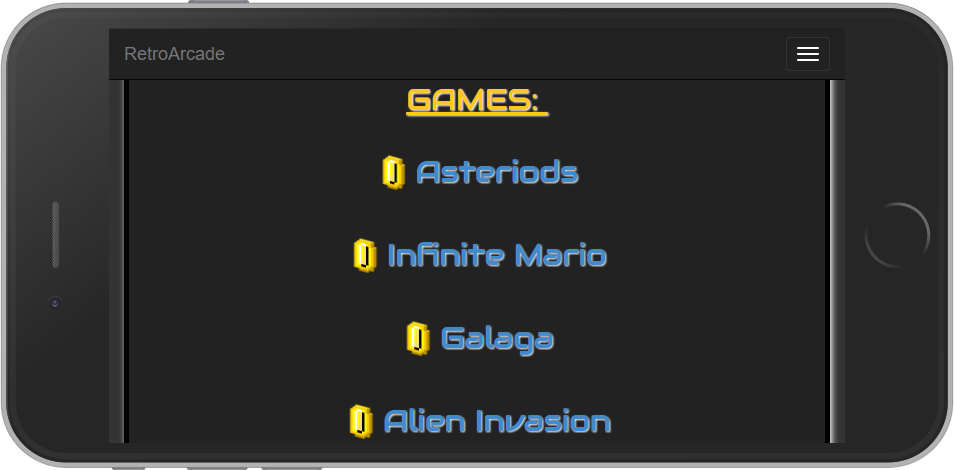 RetroArcade
GAMES:
Asteriods
Infinite Mario
Galaga
Alien Invasion